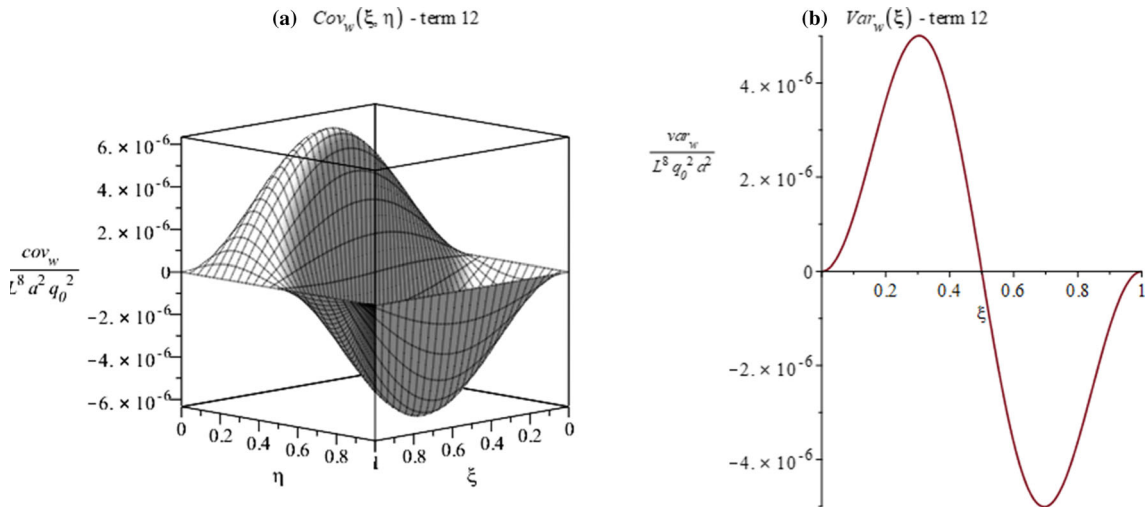 (a) Cov_w(ξ, η) - term 12
6. × 10^-6
4. × 10^-6
2. × 10^-6
0
−2. × 10^-6
−4. × 10^-6
−6. × 10^-6
cov_w
L^8 a^2 q_0^2
0 0.2 0.4 0.6 0.8 1 0.8 0.6 0.4 0.2 0
η ξ
(b) Var_w(ξ) - term 12
4. × 10^-6
2. × 10^-6
0
−2. × 10^-6
−4. × 10^-6
var_w
L^8 q_0^2 a^2
0.2 0.4 0.6 0.8 1
ξ